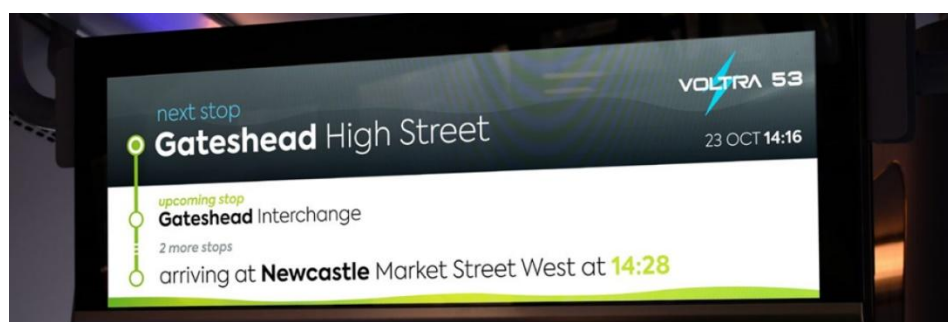 next stop
Gateshead High Street
VOLTRA 53
23 OCT 14:16
upcoming stop
Gateshead Interchange
2 more stops
arriving at Newcastle Market Street West at 14:28